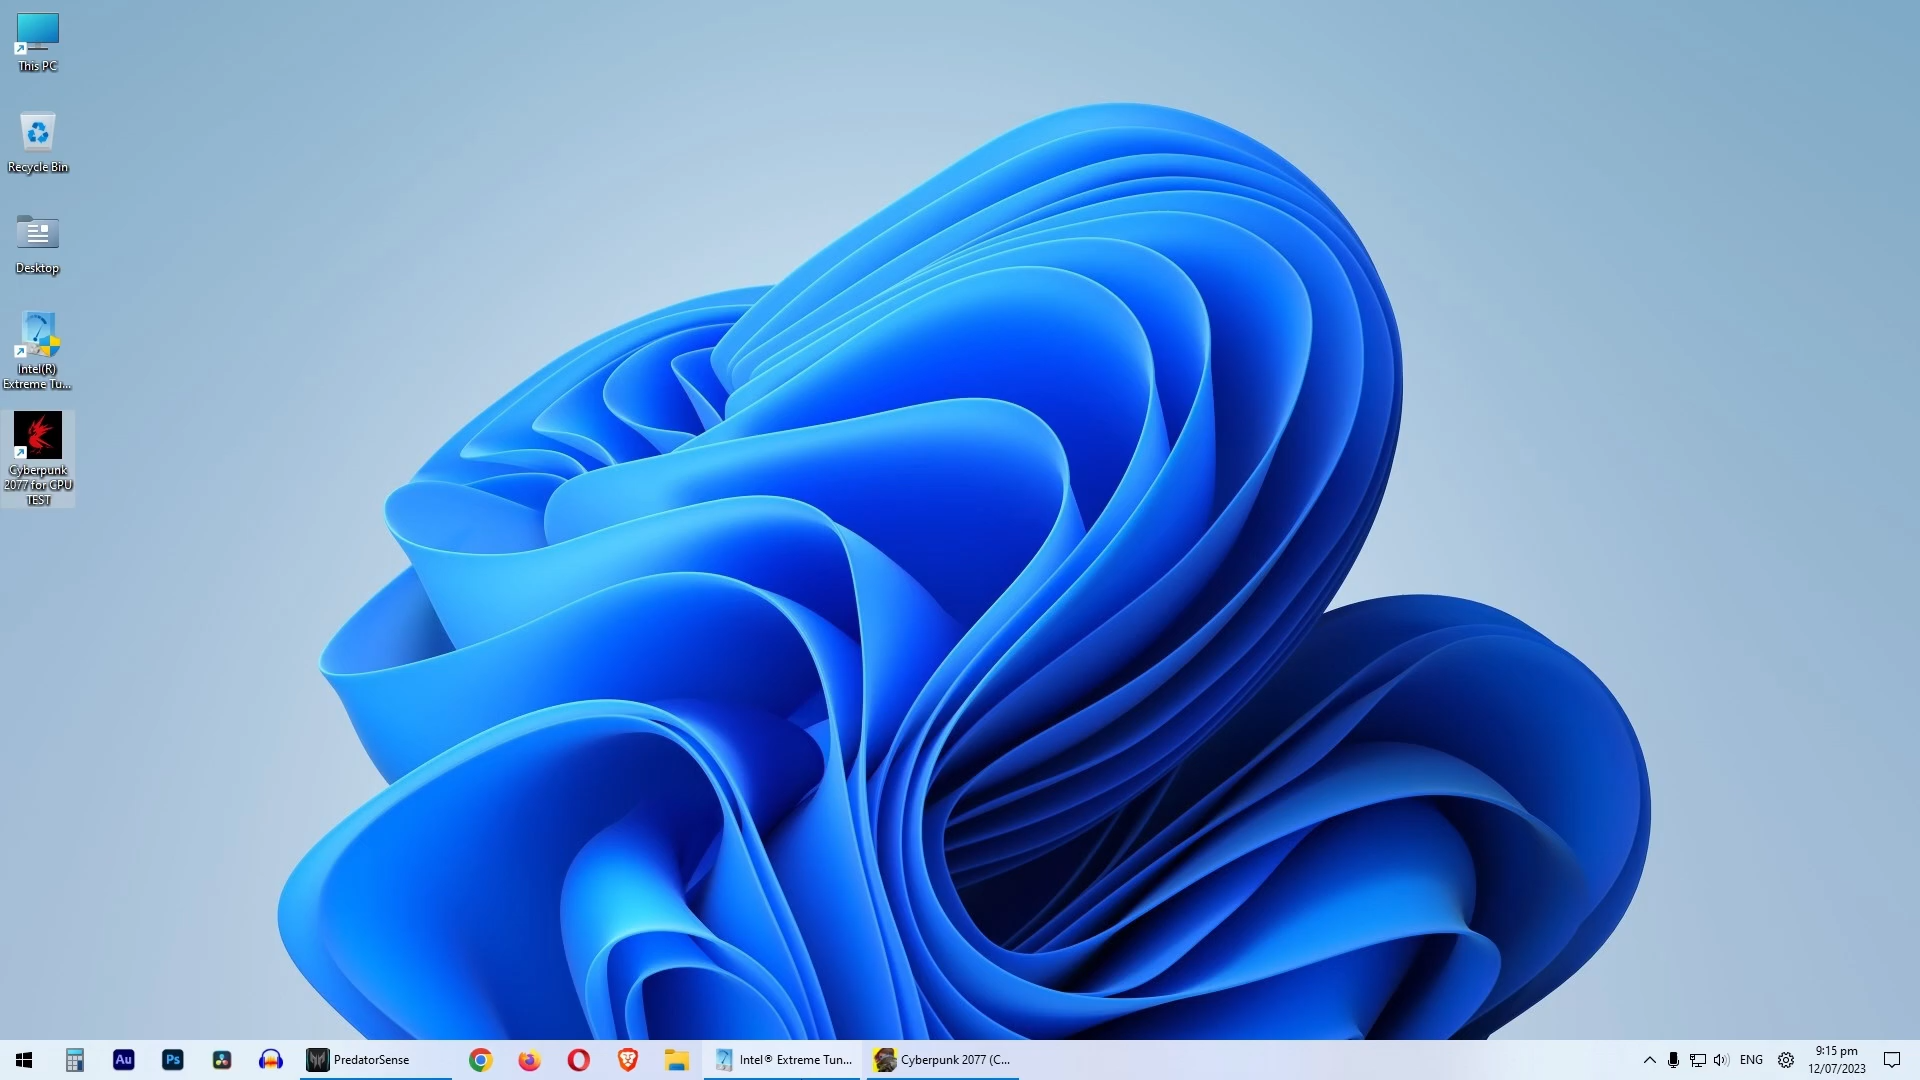 This PC
Recycle Bin
Desktop
Intel(R)
Extreme Tu...
Cyberpunk
2077 for CPU
TEST
Au
Ps
PredatorSense
Intel® Extreme Tun...
Cyberpunk 2077 (C...
ENG
9:15 pm
12/07/2023